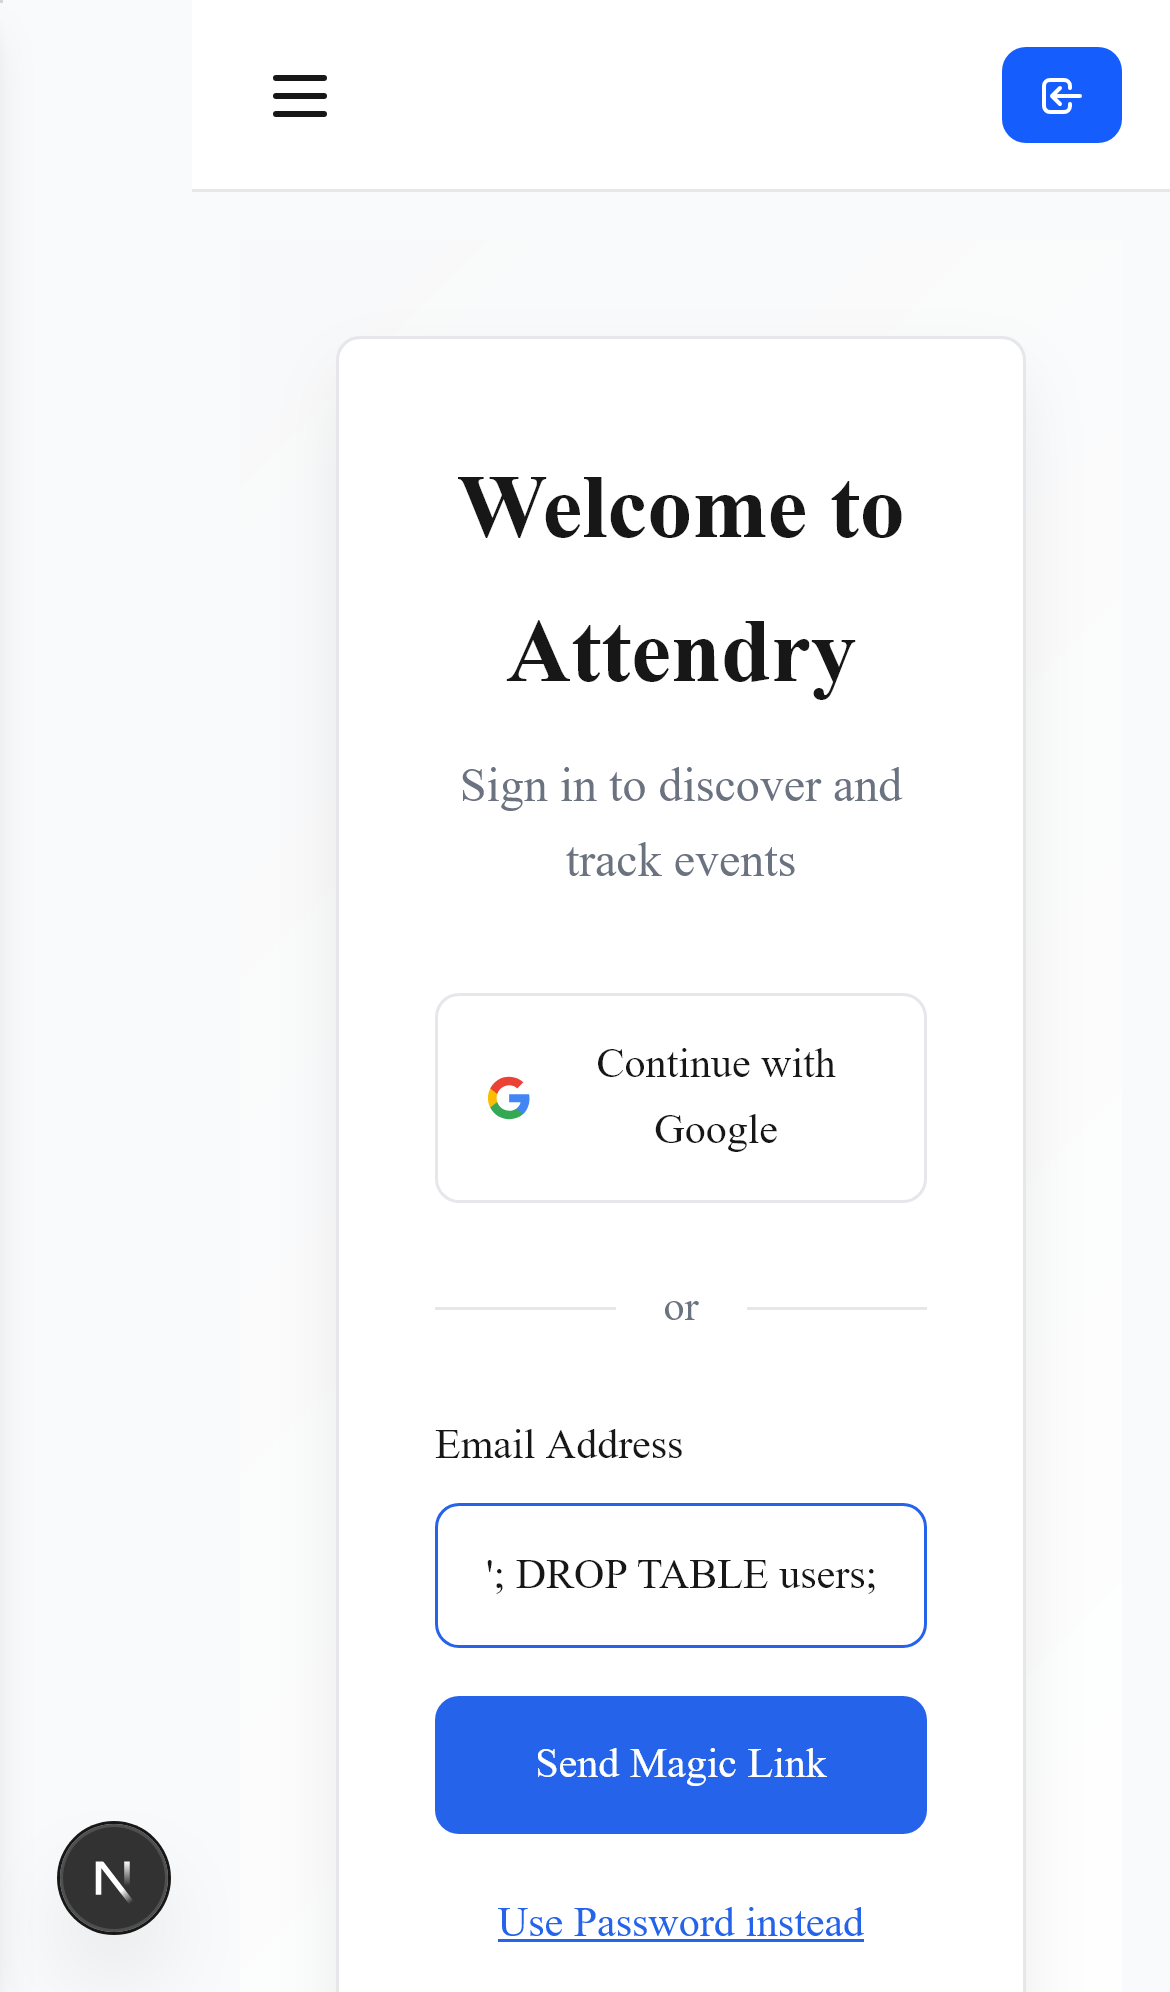 Welcome to
Attendry
Sign in to discover and
track events
Continue with
Google
or
Email Address
'; DROP TABLE users;
Send Magic Link
Use Password instead
N